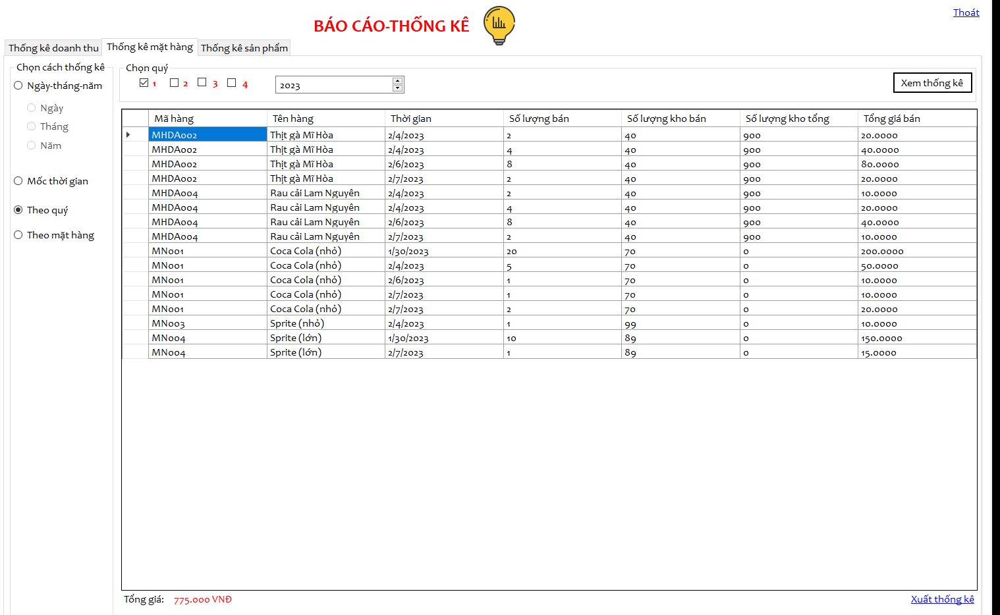 Thoát
BÁO CÁO-THỐNG KÊ
Thống kê doanh thu Thống kê mặt hàng Thống kê sản phẩm
Chọn cách thống kê
Ngày-tháng-năm
Ngày
Tháng
Năm
Mốc thời gian
Theo quý
Theo mặt hàng
Chọn quý
1 2 3 4 2023 Xem thống kê
Mã hàng Tên hàng Thời gian Số lượng bán Số lượng kho bán Số lượng kho tổng Tổng giá bán
MHDA002 Thịt gà Mĩ Hòa 2/4/2023 2 40 900 20.0000
MHDA002 Thịt gà Mĩ Hòa 2/4/2023 4 40 900 40.0000
MHDA002 Thịt gà Mĩ Hòa 2/6/2023 8 40 900 80.0000
MHDA002 Thịt gà Mĩ Hòa 2/7/2023 2 40 900 20.0000
MHDA004 Rau cải Lam Nguyên 2/4/2023 2 40 900 10.0000
MHDA004 Rau cải Lam Nguyên 2/4/2023 4 40 900 20.0000
MHDA004 Rau cải Lam Nguyên 2/6/2023 8 40 900 40.0000
MHDA004 Rau cải Lam Nguyên 2/7/2023 2 40 900 10.0000
MN001 Coca Cola (nhỏ) 1/30/2023 20 70 0 200.0000
MN001 Coca Cola (nhỏ) 2/4/2023 5 70 0 50.0000
MN001 Coca Cola (nhỏ) 2/6/2023 1 70 0 10.0000
MN001 Coca Cola (nhỏ) 2/7/2023 1 70 0 10.0000
MN001 Coca Cola (nhỏ) 2/7/2023 2 70 0 20.0000
MN003 Sprite (nhỏ) 2/4/2023 1 99 0 10.0000
MN004 Sprite (lớn) 1/30/2023 10 89 0 150.0000
MN004 Sprite (lớn) 2/7/2023 1 89 0 15.0000
Tổng giá: 775.000 VNĐ Xuất thống kê